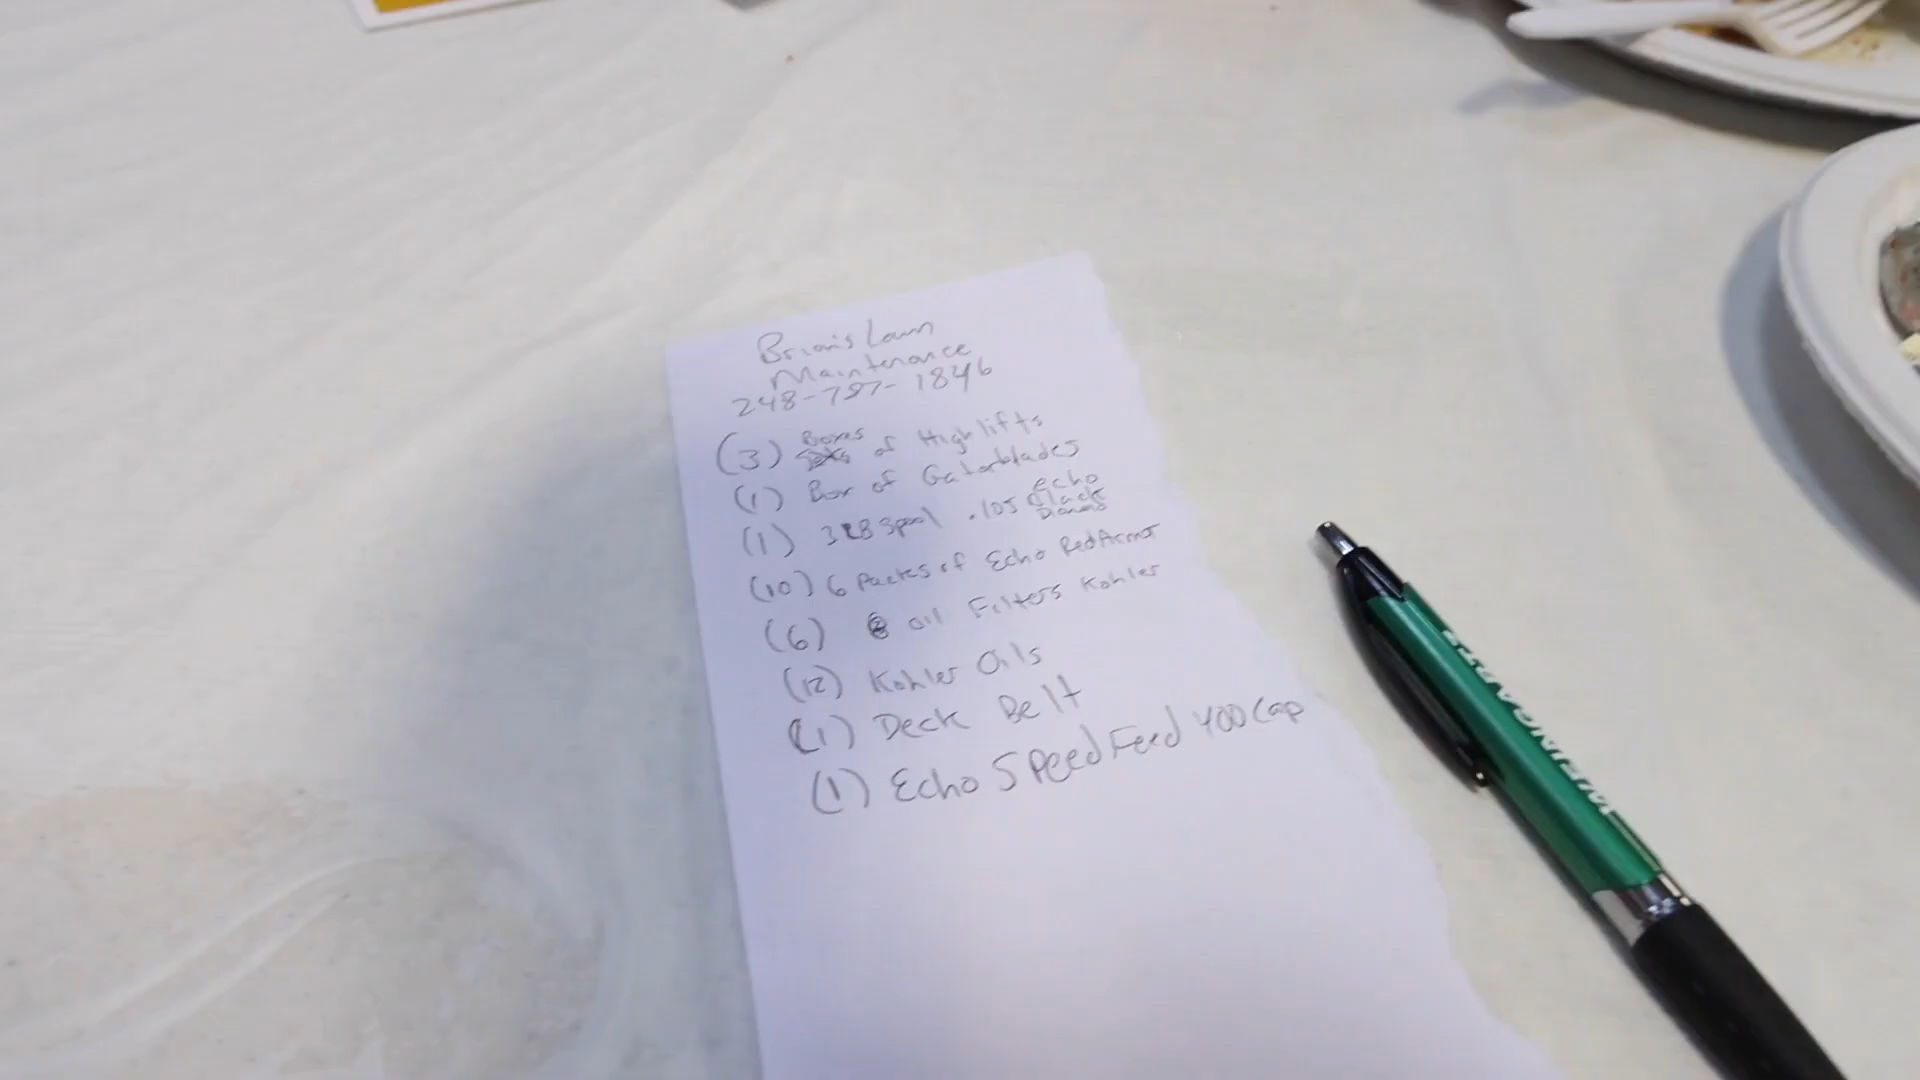 Brian's Lawn
Maintenance
248-797-1846
(3) Boxes of Highlifts
(1) Box of Gatorblades
(1) 3LB Spool .105 echo Black Diamond
(10) 6 Packs of Echo Red Armor
(6) oil Filters Kohler
(12) Kohler Oils
(1) Deck Belt
(1) Echo Speed Feed 400 Cap